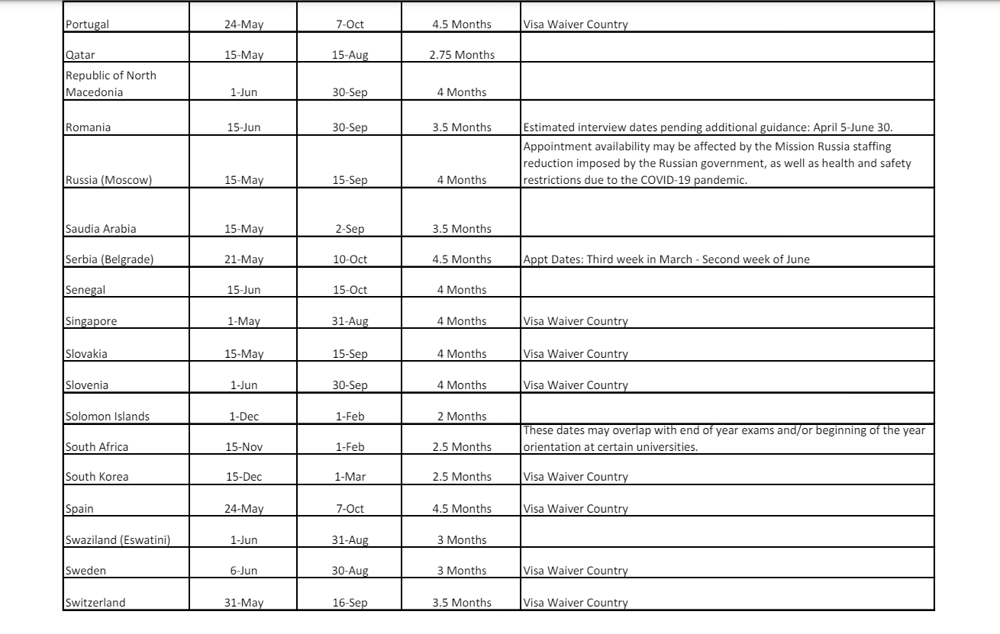 Portugal 24-May 7-Oct 4.5 Months Visa Waiver Country
Qatar 15-May 15-Aug 2.75 Months
Republic of North
Macedonia 1-Jun 30-Sep 4 Months
Romania 15-Jun 30-Sep 3.5 Months Estimated interview dates pending additional guidance: April 5-June 30.
Appointment availability may be affected by the Mission Russia staffing
reduction imposed by the Russian government, as well as health and safety
Russia (Moscow) 15-May 15-Sep 4 Months restrictions due to the COVID-19 pandemic.
Saudia Arabia 15-May 2-Sep 3.5 Months
Serbia (Belgrade) 21-May 10-Oct 4.5 Months Appt Dates: Third week in March - Second week of June
Senegal 15-Jun 15-Oct 4 Months
Singapore 1-May 31-Aug 4 Months Visa Waiver Country
Slovakia 15-May 15-Sep 4 Months Visa Waiver Country
Slovenia 1-Jun 30-Sep 4 Months Visa Waiver Country
Solomon Islands 1-Dec 1-Feb 2 Months
These dates may overlap with end of year exams and/or beginning of the year
South Africa 15-Nov 1-Feb 2.5 Months orientation at certain universities.
South Korea 15-Dec 1-Mar 2.5 Months Visa Waiver Country
Spain 24-May 7-Oct 4.5 Months Visa Waiver Country
Swaziland (Eswatini) 1-Jun 31-Aug 3 Months
Sweden 6-Jun 30-Aug 3 Months Visa Waiver Country
Switzerland 31-May 16-Sep 3.5 Months Visa Waiver Country